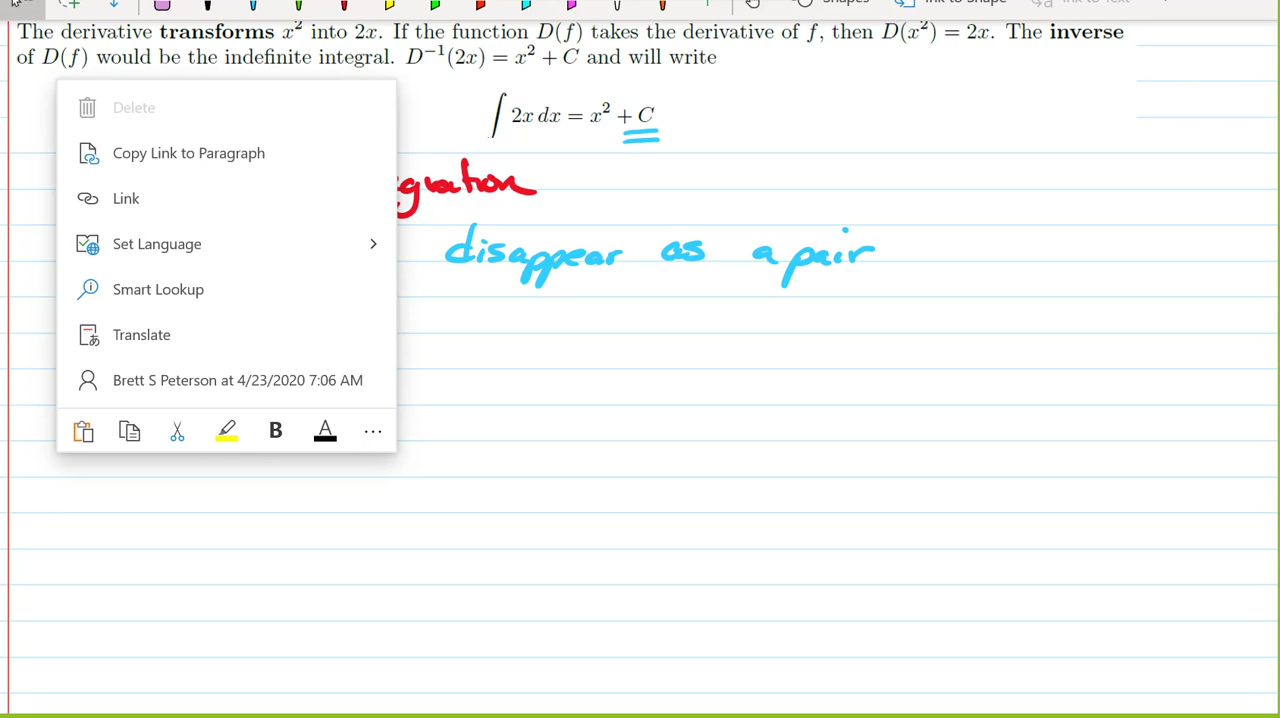 The derivative transforms x² into 2x. If the function D(f) takes the derivative of f, then D(x²) = 2x. The inverse
of D(f) would be the indefinite integral. D⁻¹(2x) = x² + C and will write
∫ 2x dx = x² + C
disappear as a pair
Delete
Copy Link to Paragraph
Link
Set Language
Smart Lookup
Translate
Brett S Peterson at 4/23/2020 7:06 AM
B
A